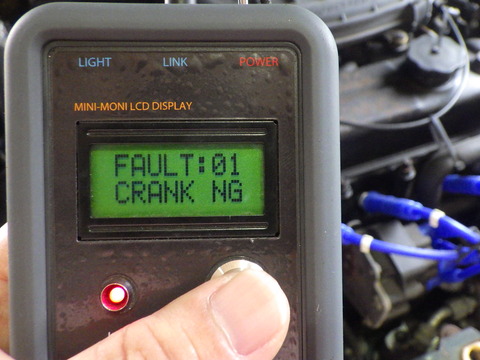 LIGHT LINK POWER
MINI-MONI LCD DISPLAY
FAULT:01
CRANK NG